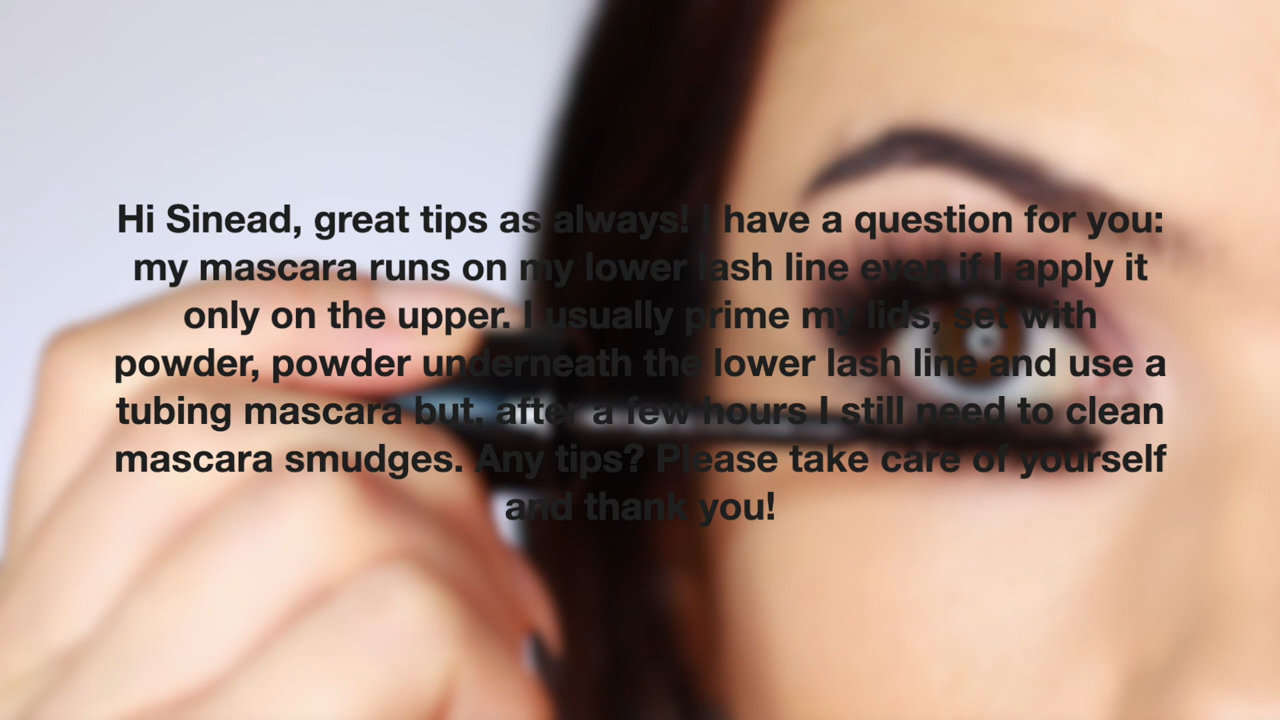 Hi Sinead, great tips as always! I have a question for you:
my mascara runs on my lower lash line even if I apply it
only on the upper. I usually prime my lids, set with
powder, powder underneath the lower lash line and use a
tubing mascara but, after a few hours I still need to clean
mascara smudges. Any tips? Please take care of yourself
and thank you!